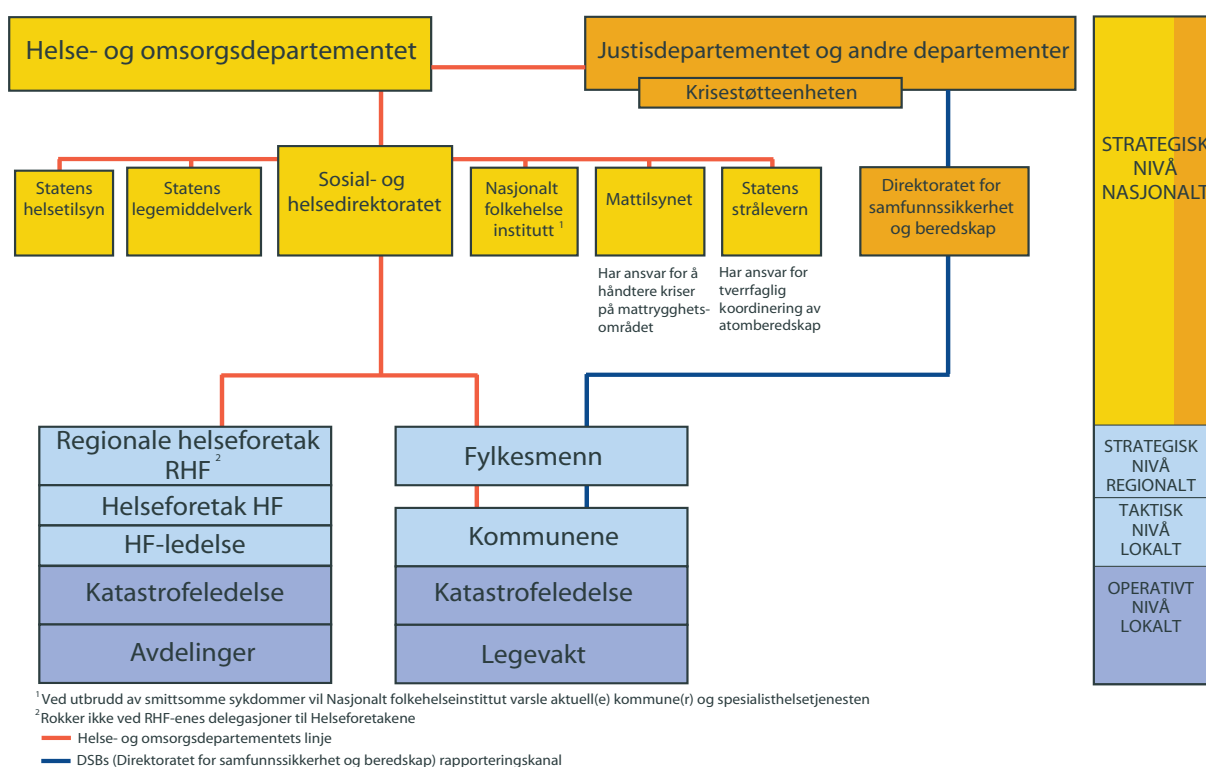 Helse- og omsorgsdepartementet
Justisdepartementet og andre departementer
Krisestøtteenheten
Statens
helsetilsyn
Statens
legemiddelverk
Sosial- og
helsedirektoratet
Nasjonalt
folkehelse
institutt 1
Mattilsynet
Statens
strålevern
Direktoratet for
samfunnssikkerhet
og beredskap
Har ansvar for å
håndtere kriser
på mattrygghets-
området
Har ansvar for
tverrfaglig
koordinering av
atomberedskap
Regionale helseforetak
RHF 2
Helseforetak HF
HF-ledelse
Katastrofeledelse
Avdelinger
Fylkesmenn
Kommunene
Katastrofeledelse
Legevakt
STRATEGISK
NIVÅ
NASJONALT
STRATEGISK
NIVÅ
REGIONALT
TAKTISK
NIVÅ
LOKALT
OPERATIVT
NIVÅ
LOKALT
1 Ved utbrudd av smittsomme sykdommer vil Nasjonalt folkehelseinstituttut varsle aktuell(e) kommune(r) og spesialisthelsetjenesten
2 Rokker ikke ved RHF-enes delegasjoner til Helseforetakene
Helse- og omsorgsdepartementets linje
DSBs (Direktoratet for samfunnssikkerhet og beredskap) rapporteringskanal